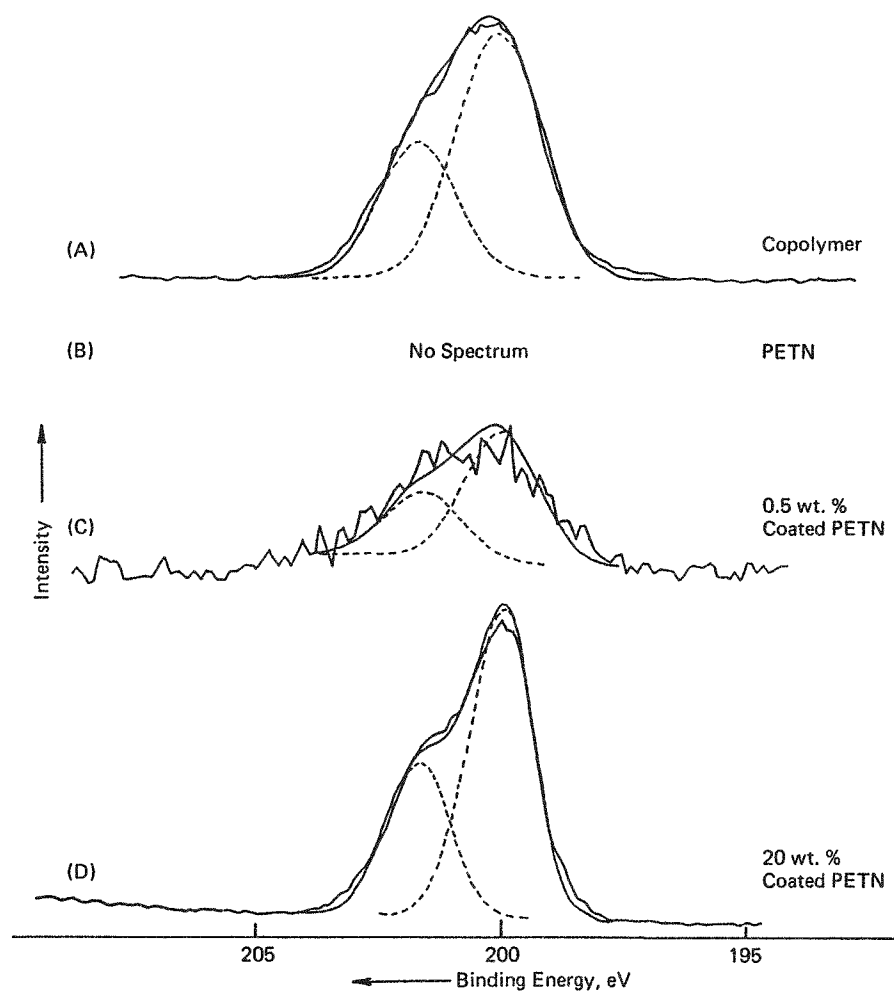 (A)
Copolymer
(B)
No Spectrum
PETN
Intensity
(C)
0.5 wt. %
Coated PETN
(D)
20 wt. %
Coated PETN
205
200
195
Binding Energy, eV